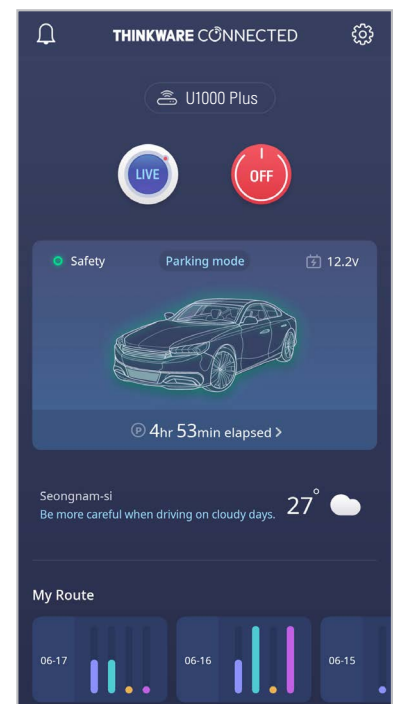 THINKWARE CONNECTED
U1000 Plus
LIVE
OFF
Safety
Parking mode
12.2v
P 4hr 53min elapsed >
Seongnam-si
Be more careful when driving on cloudy days.
27°
My Route
06-17
06-16
06-15